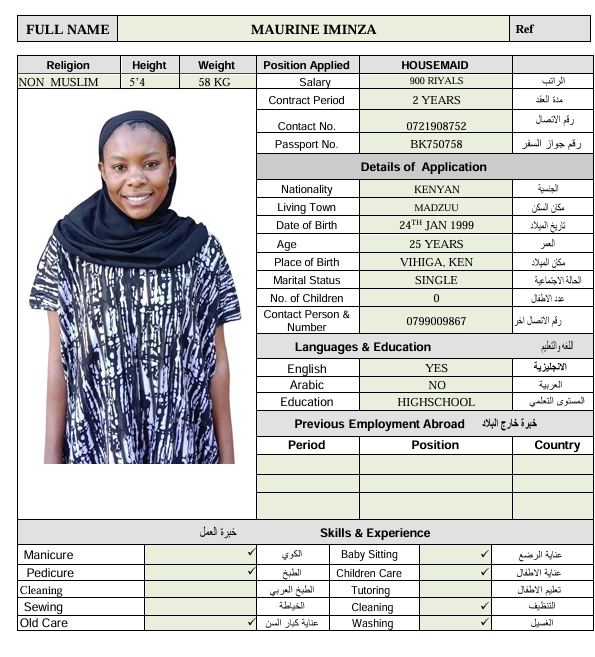 FULL NAME MAURINE IMINZA Ref
Religion Height Weight Position Applied HOUSEMAID
NON MUSLIM 5’4 58 KG Salary 900 RIYALS الراتب
Contract Period 2 YEARS مدة العقد
Contact No. 0721908752 رقم الاتصال
Passport No. BK750758 رقم جواز السفر
Details of Application
Nationality KENYAN الجنسية
Living Town MADZUU مكان السكن
Date of Birth 24TH JAN 1999 تاريخ الميلاد
Age 25 YEARS العمر
Place of Birth VIHIGA, KEN مكان الميلاد
Marital Status SINGLE الحالة الاجتماعية
No. of Children 0 عدد الاطفال
Contact Person & Number 0799009867 رقم الاتصال اخر
Languages & Education اللغه والتعليم
English YES الانجليزية
Arabic NO العربية
Education HIGHSCHOOL المستوى التعلمي
Previous Employment Abroad خبرة خارج البلاد
Period Position Country
خبرة العمل Skills & Experience
Manicure ✓ الكوي Baby Sitting ✓ عناية الرضع
Pedicure ✓ الطبخ Children Care ✓ عناية الاطفال
Cleaning الطبخ العربي Tutoring تعليم الاطفال
Sewing الخياطة Cleaning ✓ التنظيف
Old Care ✓ عناية كبار السن Washing ✓ الغسيل